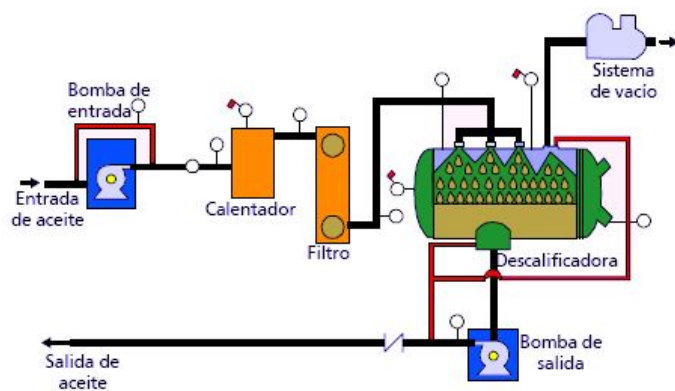 Bomba de
entrada
Sistema
de vacio
Entrada
de aceite
Calentador
Filtro
Descalificadora
Salida de
aceite
Bomba de
salida